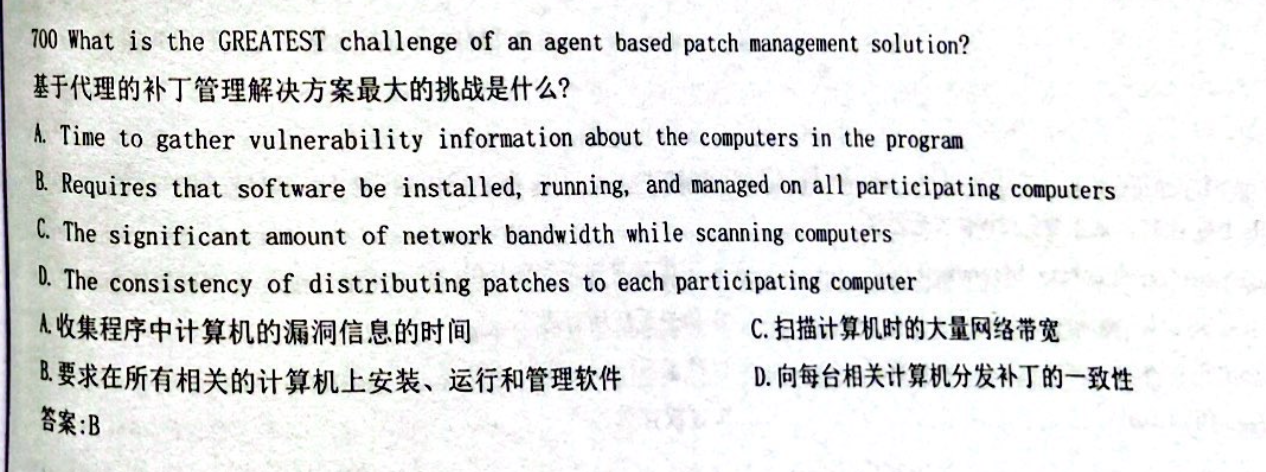 700 What is the GREATEST challenge of an agent based patch management solution?
基于代理的补丁管理解决方案最大的挑战是什么?
A. Time to gather vulnerability information about the computers in the program
B. Requires that software be installed, running, and managed on all participating computers
C. The significant amount of network bandwidth while scanning computers
D. The consistency of distributing patches to each participating computer
A.收集程序中计算机的漏洞信息的时间 C.扫描计算机时的大量网络带宽
B.要求在所有相关的计算机上安装、运行和管理软件 D.向每台相关计算机分发补丁的一致性
答案:B